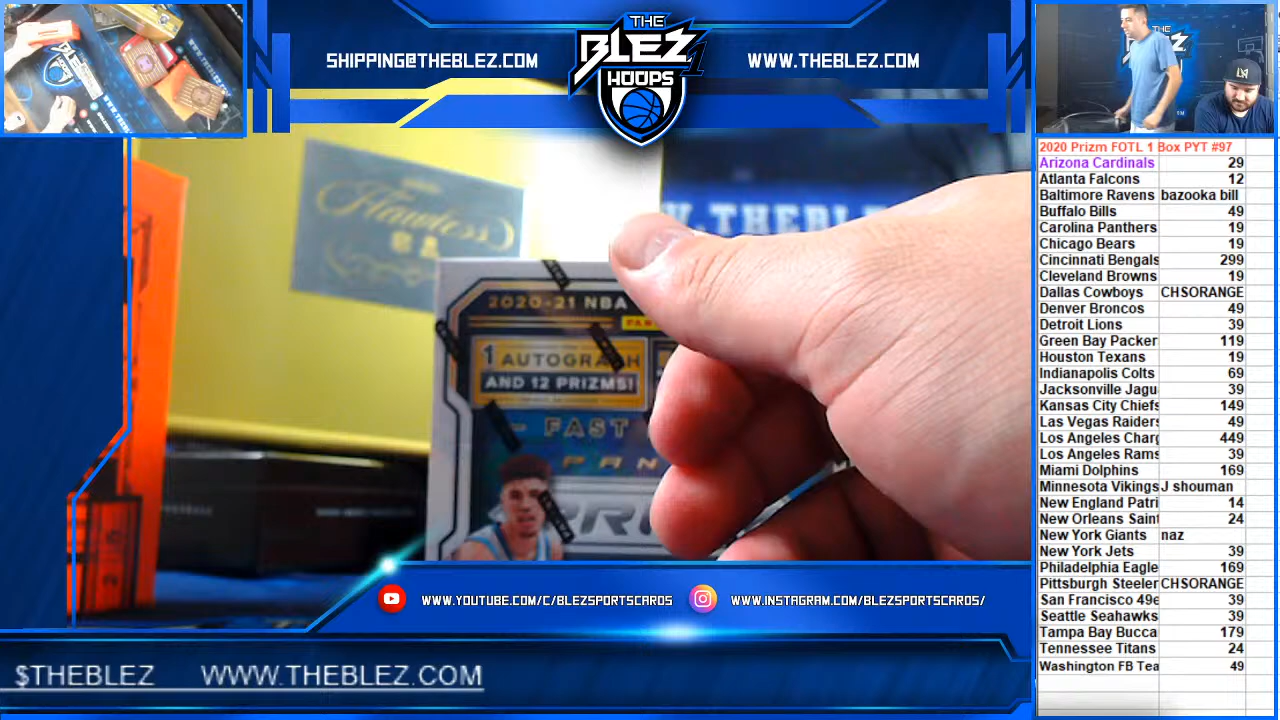 SHIPPING@THEBLEZ.COM
THE
BLEZ
HOOPS
WWW.THEBLEZ.COM
Flawless
2020-21 NBA
1 AUTOGRAPH
AND 12 PRIZMS!
FAST
PAN
WWW.YOUTUBE.COM/C/BLEZSPORTSCARDS
WWW.INSTAGRAM.COM/BLEZSPORTSCARDS/
$THEBLEZ WWW.THEBLEZ.COM
2020 Prizm FOTL 1 Box PYT #97
Arizona Cardinals 29
Atlanta Falcons 12
Baltimore Ravens bazooka bill
Buffalo Bills 49
Carolina Panthers 19
Chicago Bears 19
Cincinnati Bengals 299
Cleveland Browns 19
Dallas Cowboys CHSORANGE
Denver Broncos 49
Detroit Lions 39
Green Bay Packer 119
Houston Texans 19
Indianapolis Colts 69
Jacksonville Jagu 39
Kansas City Chiefs 149
Las Vegas Raiders 49
Los Angeles Charg 449
Los Angeles Rams 39
Miami Dolphins 169
Minnesota Vikings J shouman
New England Patri 14
New Orleans Saint 24
New York Giants naz
New York Jets 39
Philadelphia Eagle 169
Pittsburgh Steeler CHSORANGE
San Francisco 49e 39
Seattle Seahawks 39
Tampa Bay Bucca 179
Tennessee Titans 24
Washington FB Tea 49